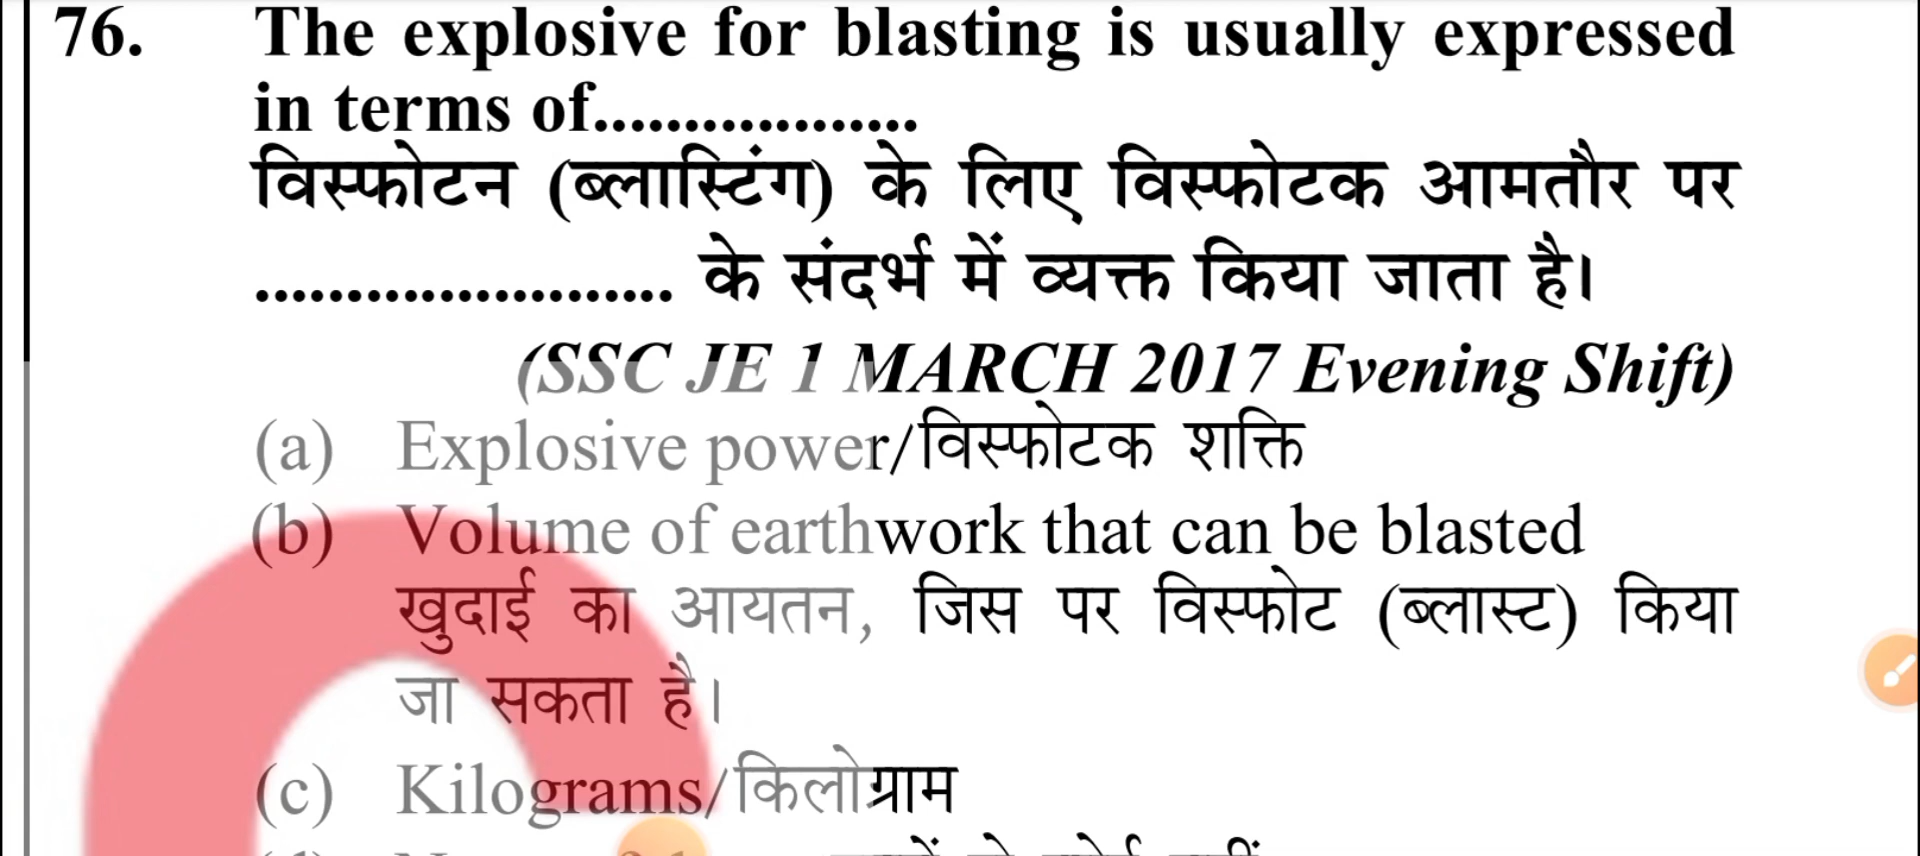 76. The explosive for blasting is usually expressed
in terms of..................
विस्फोटन (ब्लास्टिंग) के लिए विस्फोटक आमतौर पर
....................... के संदर्भ में व्यक्त किया जाता है।
(SSC JE 1 MARCH 2017 Evening Shift)
(a) Explosive power/विस्फोटक शक्ति
(b) Volume of earthwork that can be blasted
खुदाई का आयतन, जिस पर विस्फोट (ब्लास्ट) किया
जा सकता है।
(c) Kilograms/किलोग्राम